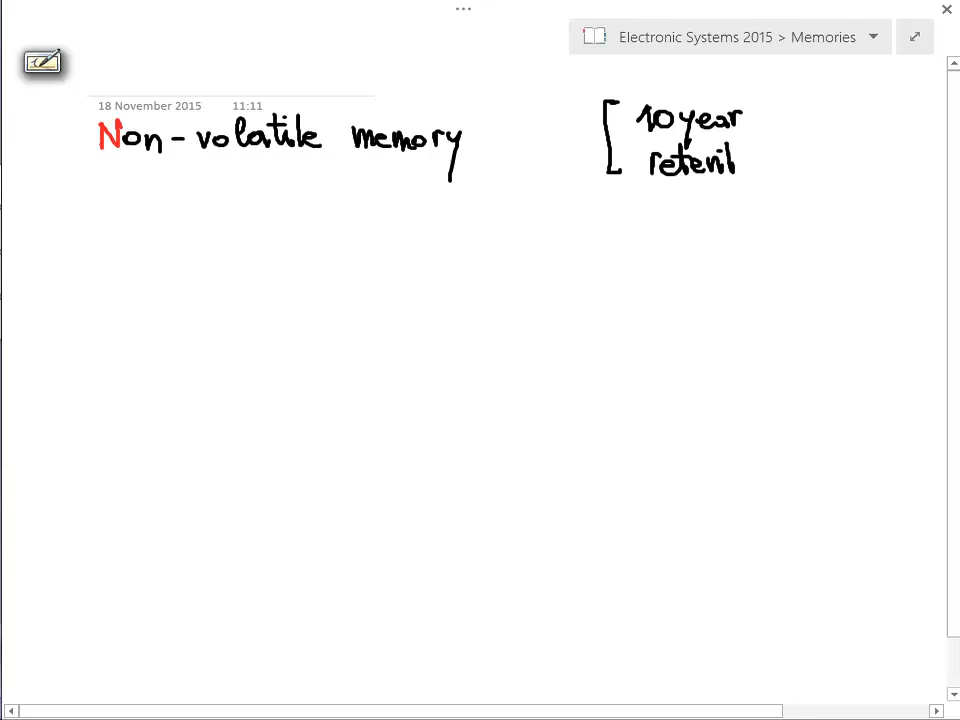 Electronic Systems 2015 > Memories
18 November 2015 11:11
Non-volatile memory
[ 10 year